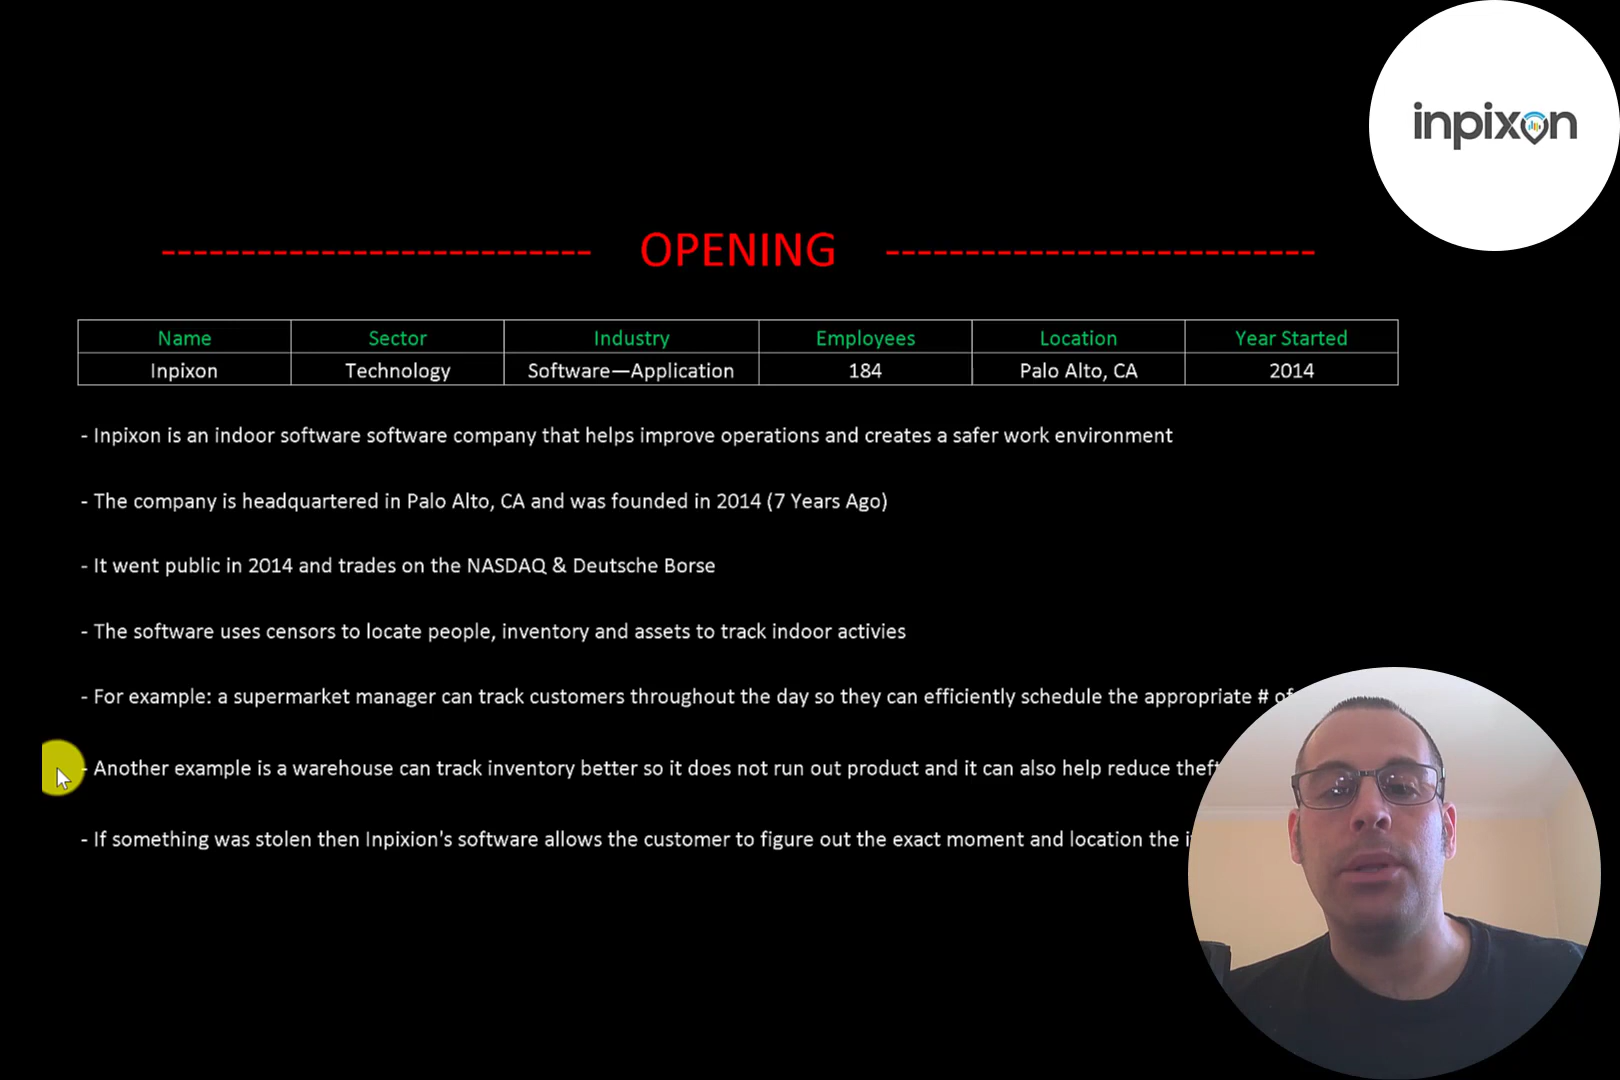 inpixon
-------------------------- OPENING --------------------------
Name Sector Industry Employees Location Year Started
Inpixon Technology Software—Application 184 Palo Alto, CA 2014
- Inpixon is an indoor software software company that helps improve operations and creates a safer work environment
- The company is headquartered in Palo Alto, CA and was founded in 2014 (7 Years Ago)
- It went public in 2014 and trades on the NASDAQ & Deutsche Borse
- The software uses censors to locate people, inventory and assets to track indoor activies
- For example: a supermarket manager can track customers throughout the day so they can efficiently schedule the appropriate # of
- Another example is a warehouse can track inventory better so it does not run out product and it can also help reduce theft
- If something was stolen then Inpixion's software allows the customer to figure out the exact moment and location the